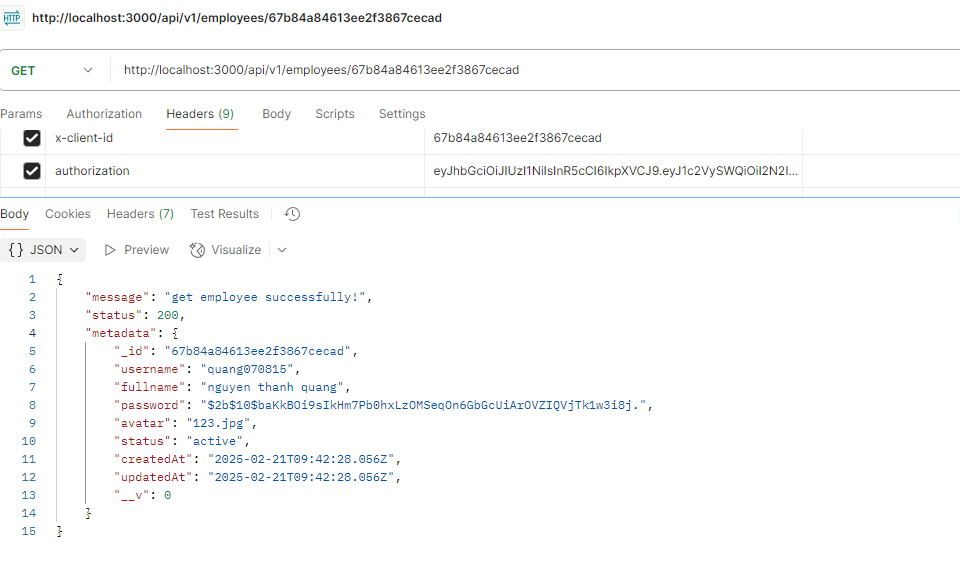 HTTP http://localhost:3000/api/v1/employees/67b84a84613ee2f3867cecad
GET http://localhost:3000/api/v1/employees/67b84a84613ee2f3867cecad
Params Authorization Headers (9) Body Scripts Settings
x-client-id 67b84a84613ee2f3867cecad
authorization eyJhbGciOiJIUzI1NiIsInR5cCI6IkpXVCJ9.eyJ1c2VySWQiOiI2N2I...
Body Cookies Headers (7) Test Results
{} JSON Preview Visualize
1 {
2 "message": "get employee successfully!",
3 "status": 200,
4 "metadata": {
5 "_id": "67b84a84613ee2f3867cecad",
6 "username": "quang070815",
7 "fullname": "nguyen thanh quang",
8 "password": "$2b$10$baKkBOi9sIkHm7Pb0hxLzOMSeqOn6GbGcUiArOVZIQVjTk1w3i8j.",
9 "avatar": "123.jpg",
10 "status": "active",
11 "createdAt": "2025-02-21T09:42:28.056Z",
12 "updatedAt": "2025-02-21T09:42:28.056Z",
13 "__v": 0
14 }
15 }